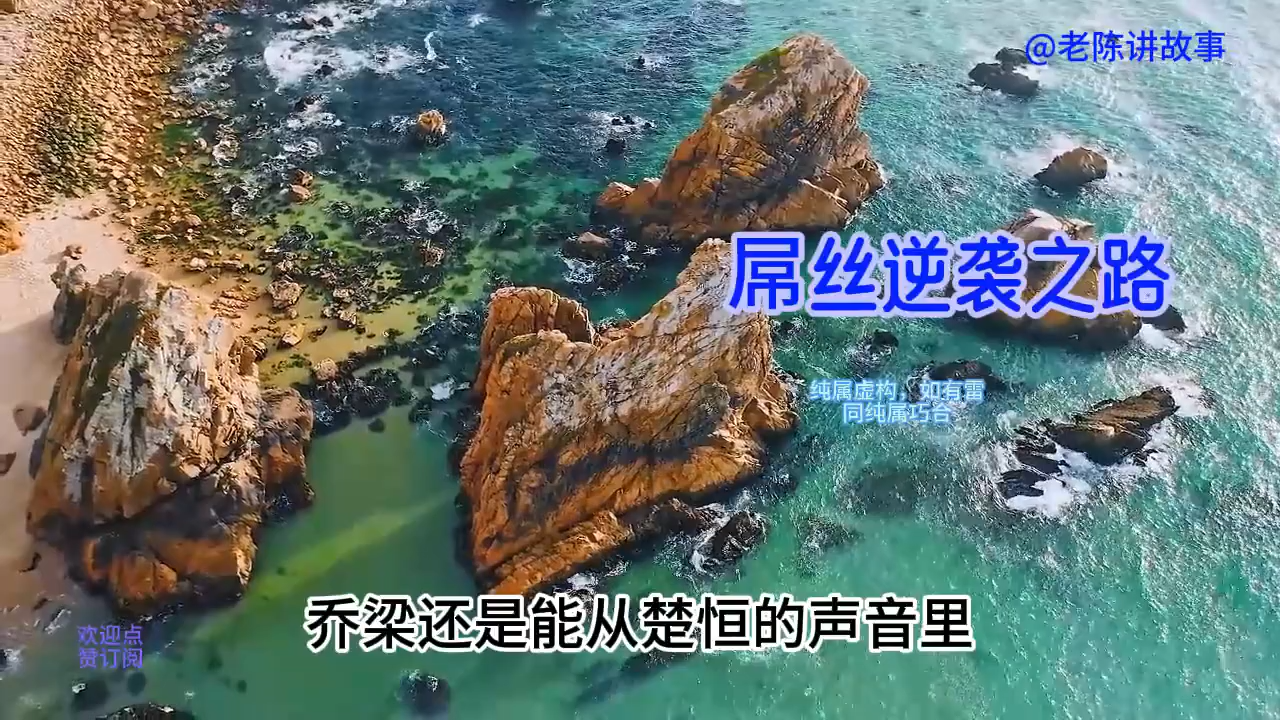 @老陈讲故事
屌丝逆袭之路
纯属虚构，如有雷
同纯属巧合
乔梁还是能从楚恒的声音里
欢迎点
赞订阅